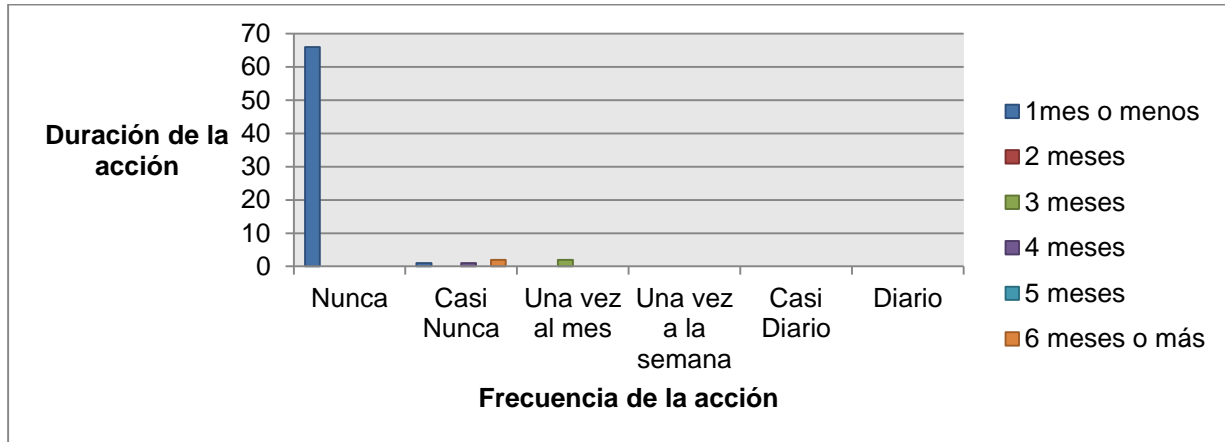 70
60
50
40
30
20
10
0
Duración de la
acción
Nunca
Casi
Nunca
Una vez
al mes
Una vez
a la
semana
Casi
Diario
Diario
Frecuencia de la acción
1mes o menos
2 meses
3 meses
4 meses
5 meses
6 meses o más